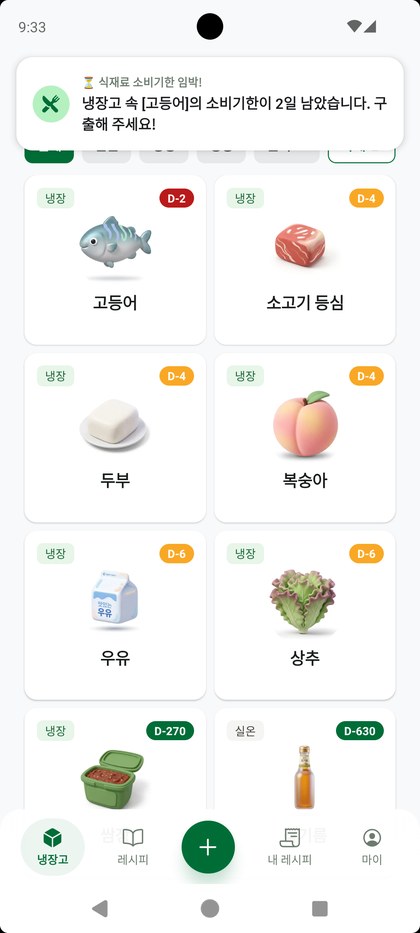 9:33
⏳ 식재료 소비기한 임박!
냉장고 속 [고등어]의 소비기한이 2일 남았습니다. 구
출해 주세요!
냉장 D-2 냉장 D-4
고등어 소고기 등심
냉장 D-4 냉장 D-4
두부 복숭아
냉장 D-6 냉장 D-6
우유
우유 상추
냉장 D-270 실온 D-630
냉장고 레시피 내 레시피 마이